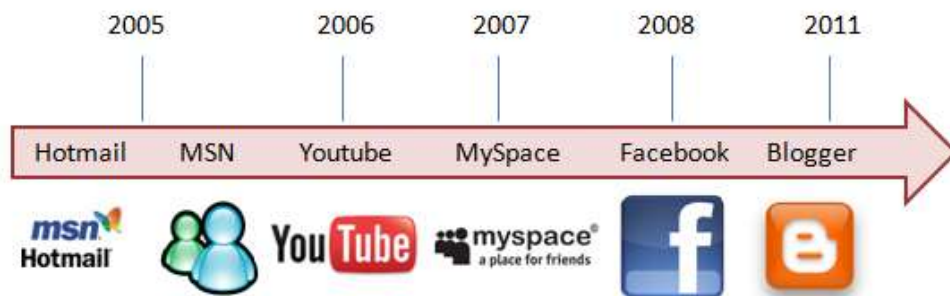 2005 2006 2007 2008 2011
Hotmail MSN Youtube MySpace Facebook Blogger
msn
Hotmail
YouTube
myspace®
a place for friends
f
B